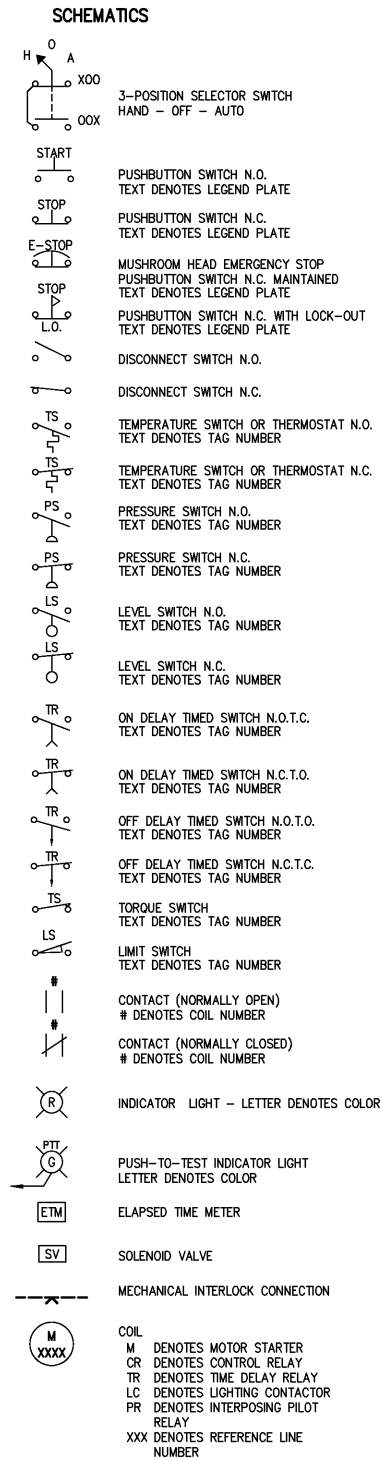 SCHEMATICS
H O A
XOO
OOX
3-POSITION SELECTOR SWITCH
HAND - OFF - AUTO
START
PUSHBUTTON SWITCH N.O.
TEXT DENOTES LEGEND PLATE
STOP
PUSHBUTTON SWITCH N.C.
TEXT DENOTES LEGEND PLATE
E-STOP
MUSHROOM HEAD EMERGENCY STOP
PUSHBUTTON SWITCH N.C. MAINTAINED
TEXT DENOTES LEGEND PLATE
STOP
L.O.
PUSHBUTTON SWITCH N.C. WITH LOCK-OUT
TEXT DENOTES LEGEND PLATE
DISCONNECT SWITCH N.O.
DISCONNECT SWITCH N.C.
TS
TEMPERATURE SWITCH OR THERMOSTAT N.O.
TEXT DENOTES TAG NUMBER
TS
TEMPERATURE SWITCH OR THERMOSTAT N.C.
TEXT DENOTES TAG NUMBER
PS
PRESSURE SWITCH N.O.
TEXT DENOTES TAG NUMBER
PS
PRESSURE SWITCH N.C.
TEXT DENOTES TAG NUMBER
LS
LEVEL SWITCH N.O.
TEXT DENOTES TAG NUMBER
LS
LEVEL SWITCH N.C.
TEXT DENOTES TAG NUMBER
TR
ON DELAY TIMED SWITCH N.O.T.C.
TEXT DENOTES TAG NUMBER
TR
ON DELAY TIMED SWITCH N.C.T.O.
TEXT DENOTES TAG NUMBER
TR
OFF DELAY TIMED SWITCH N.O.T.O.
TEXT DENOTES TAG NUMBER
TR
OFF DELAY TIMED SWITCH N.C.T.C.
TEXT DENOTES TAG NUMBER
TS
TORQUE SWITCH
TEXT DENOTES TAG NUMBER
LS
LIMIT SWITCH
TEXT DENOTES TAG NUMBER
#
CONTACT (NORMALLY OPEN)
# DENOTES COIL NUMBER
#
CONTACT (NORMALLY CLOSED)
# DENOTES COIL NUMBER
R
INDICATOR LIGHT - LETTER DENOTES COLOR
PTT
G
PUSH-TO-TEST INDICATOR LIGHT
LETTER DENOTES COLOR
ETM
ELAPSED TIME METER
SV
SOLENOID VALVE
MECHANICAL INTERLOCK CONNECTION
M
XXXX
COIL
M DENOTES MOTOR STARTER
CR DENOTES CONTROL RELAY
TR DENOTES TIME DELAY RELAY
LC DENOTES LIGHTING CONTACTOR
PR DENOTES INTERPOSING PILOT
RELAY
XXX DENOTES REFERENCE LINE
NUMBER